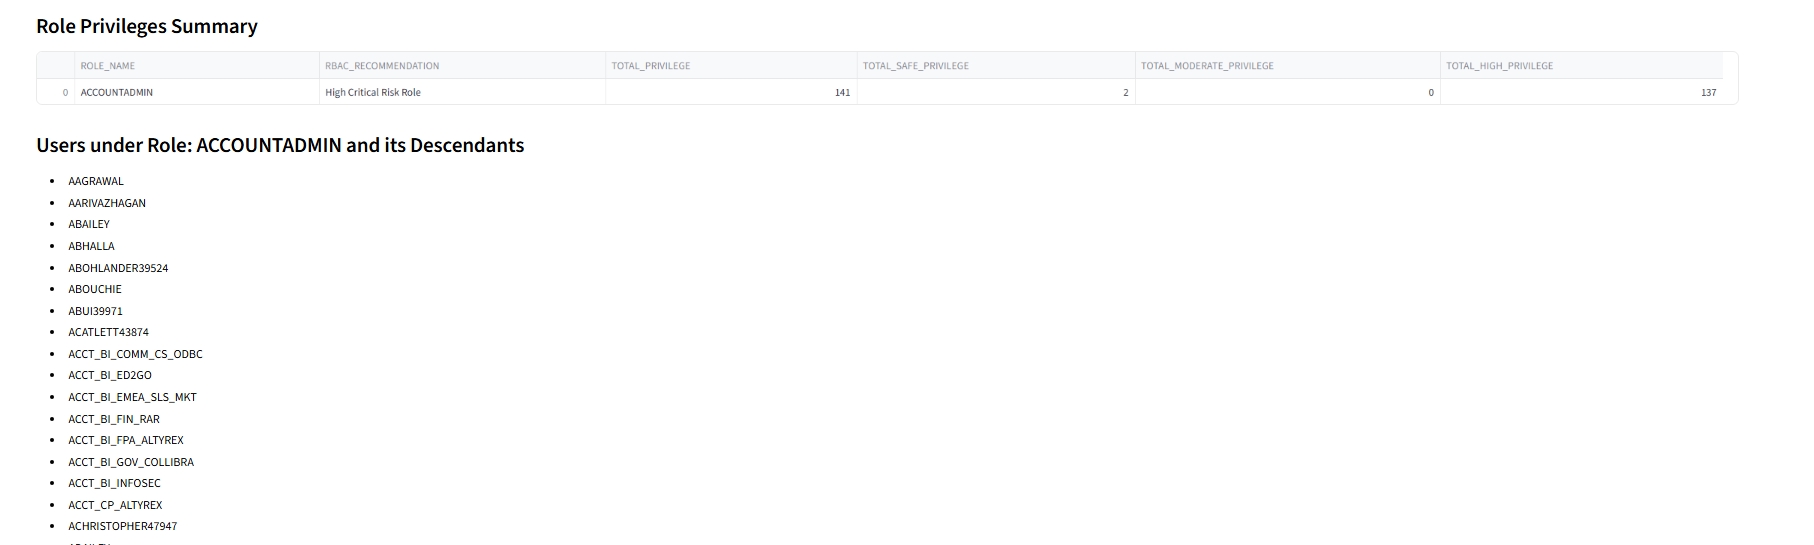 Role Privileges Summary
ROLE_NAME RBAC_RECOMMENDATION TOTAL_PRIVILEGE TOTAL_SAFE_PRIVILEGE TOTAL_MODERATE_PRIVILEGE TOTAL_HIGH_PRIVILEGE
0 ACCOUNTADMIN High Critical Risk Role 141 2 0 137
Users under Role: ACCOUNTADMIN and its Descendants
• AAGRAWAL
• AARIVAZHAGAN
• ABAILEY
• ABHALLA
• ABOHLANDER39524
• ABOUCHIE
• ABUI39971
• ACATLETT43874
• ACCT_BI_COMM_CS_ODBC
• ACCT_BI_ED2GO
• ACCT_BI_EMEA_SLS_MKT
• ACCT_BI_FIN_RAR
• ACCT_BI_FPA_ALTYREX
• ACCT_BI_GOV_COLLIBRA
• ACCT_BI_INFOSEC
• ACCT_CP_ALTYREX
• ACHRISTOPHER47947